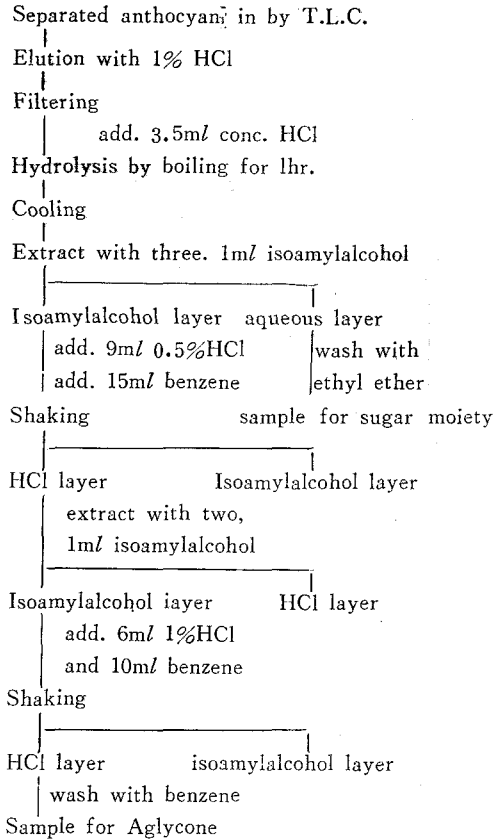 Separated anthocyan in by T.L.C.
Elution with 1% HCl
Filtering
add. 3.5ml conc. HCl
Hydrolysis by boiling for 1hr.
Cooling
Extract with three. 1ml isoamylalcohol
Isoamylalcohol layer aqueous layer
add. 9ml 0.5%HCl wash with
add. 15ml benzene ethyl ether
Shaking sample for sugar moiety
HCl layer Isoamylalcohol layer
extract with two,
1ml isoamylalcohol
Isoamylalcohol iayer HCl layer
add. 6ml 1%HCl
and 10ml benzene
Shaking
HCl layer isoamylalcohol layer
wash with benzene
Sample for Aglycone